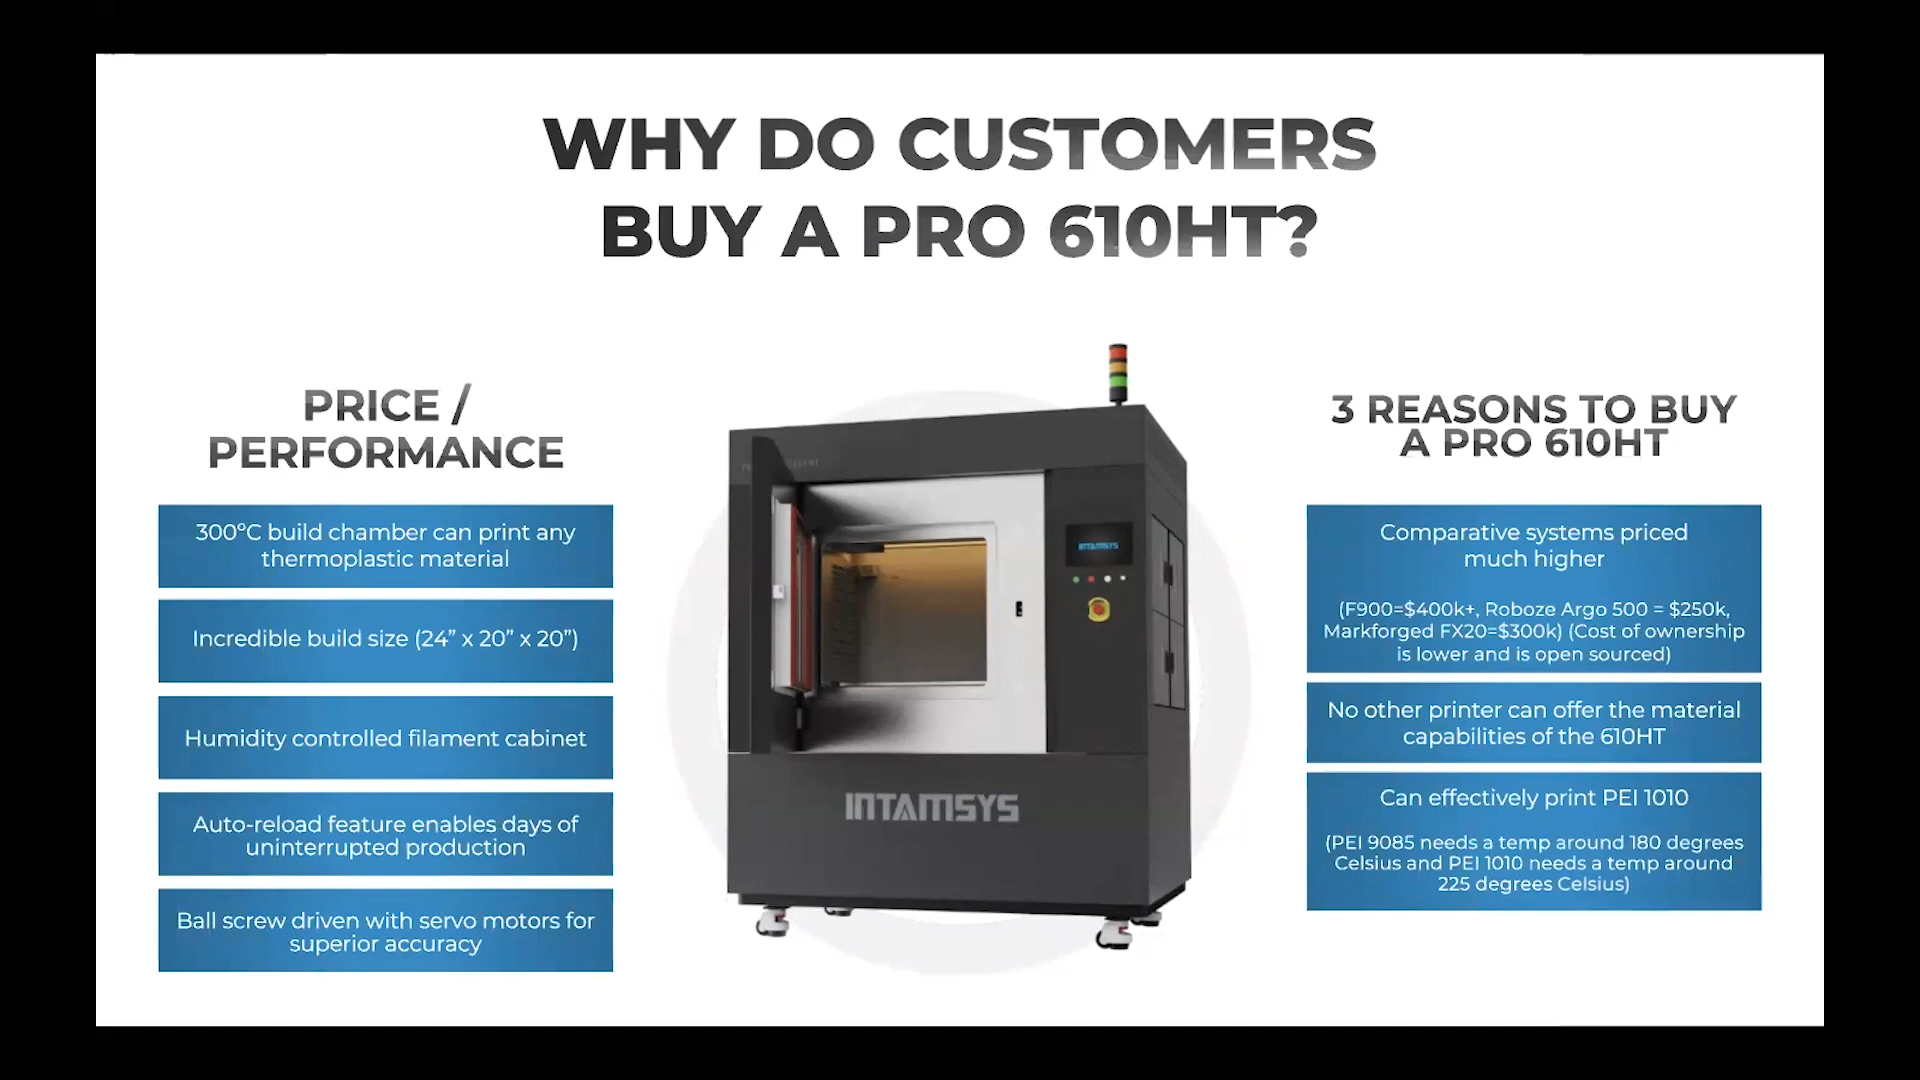 WHY DO CUSTOMERS
BUY A PRO 610HT?
PRICE /
PERFORMANCE
300ºC build chamber can print any
thermoplastic material
Incredible build size (24” x 20” x 20”)
Humidity controlled filament cabinet
Auto-reload feature enables days of
uninterrupted production
Ball screw driven with servo motors for
superior accuracy
INTAMSYS
INTAMSYS
3 REASONS TO BUY
A PRO 610HT
Comparative systems priced
much higher
(F900=$400k+, Roboze Argo 500 = $250k,
Markforged FX20=$300k) (Cost of ownership
is lower and is open sourced)
No other printer can offer the material
capabilities of the 610HT
Can effectively print PEI 1010
(PEI 9085 needs a temp around 180 degrees
Celsius and PEI 1010 needs a temp around
225 degrees Celsius)